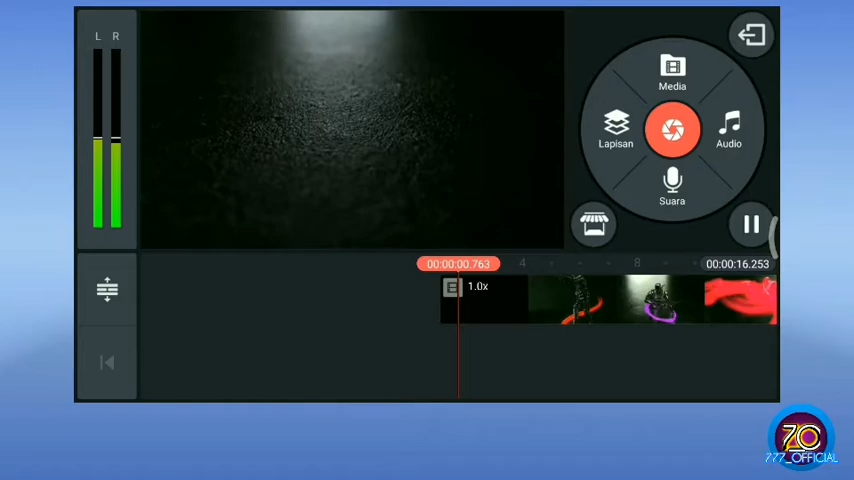 L R
Media
Lapisan
Audio
Suara
00:00:00.763
4
8
00:00:16.253
1.0x
777_OFFICIAL